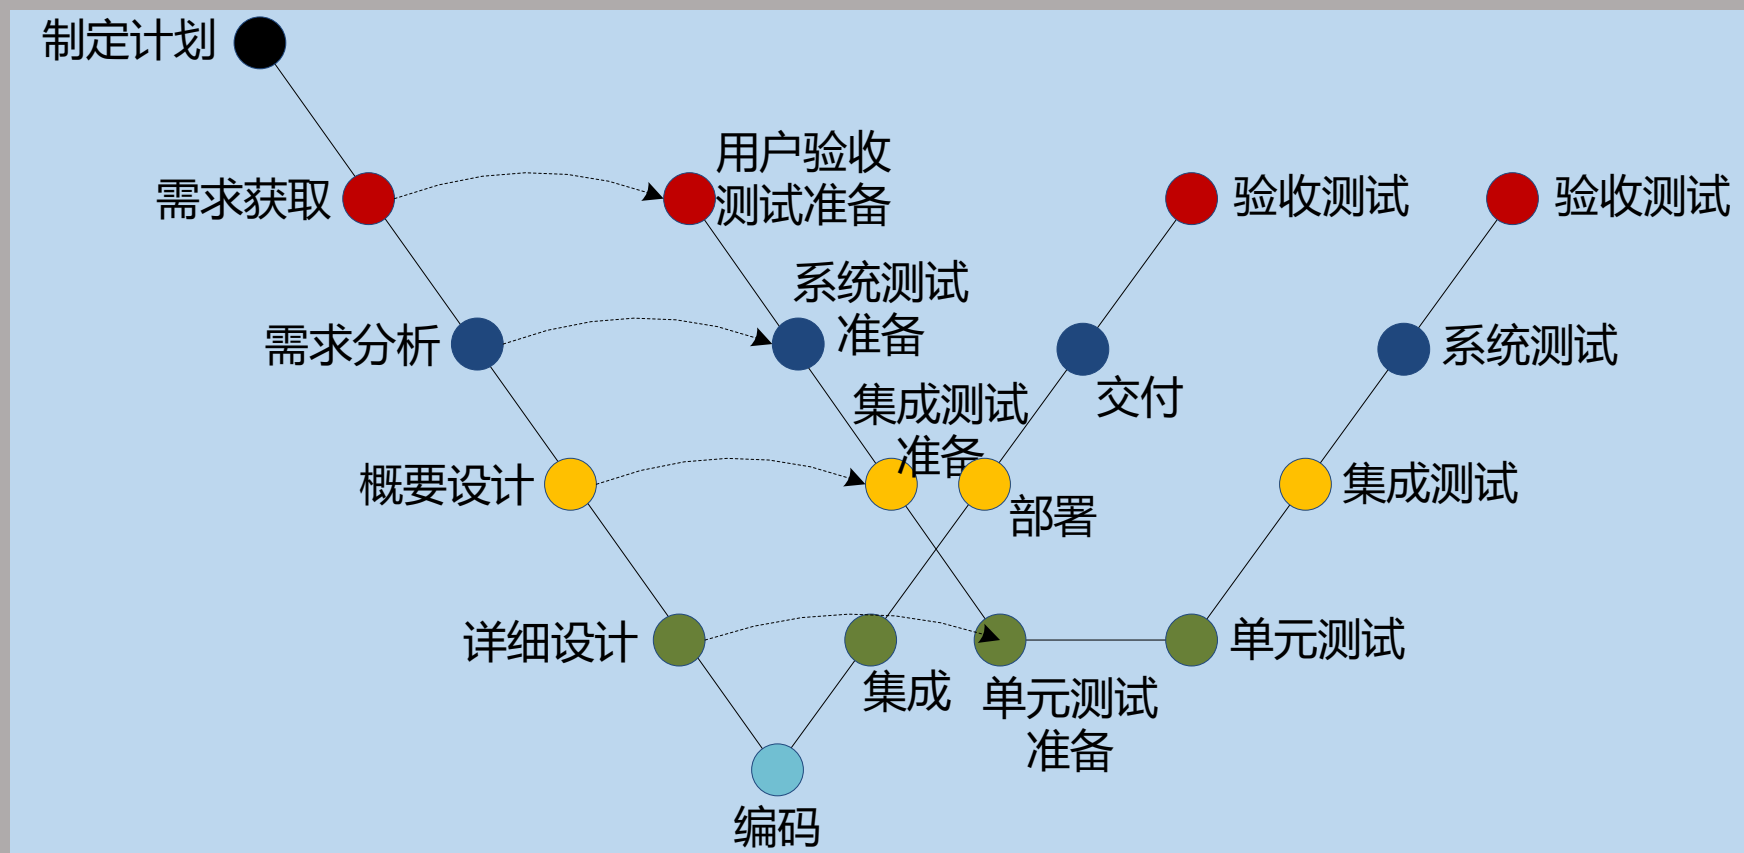 制定计划
用户验收
测试准备
需求获取
验收测试
验收测试
系统测试
准备
需求分析
系统测试
交付
集成测试
准备
概要设计
集成测试
部署
详细设计
单元测试
集成
单元测试
准备
编码